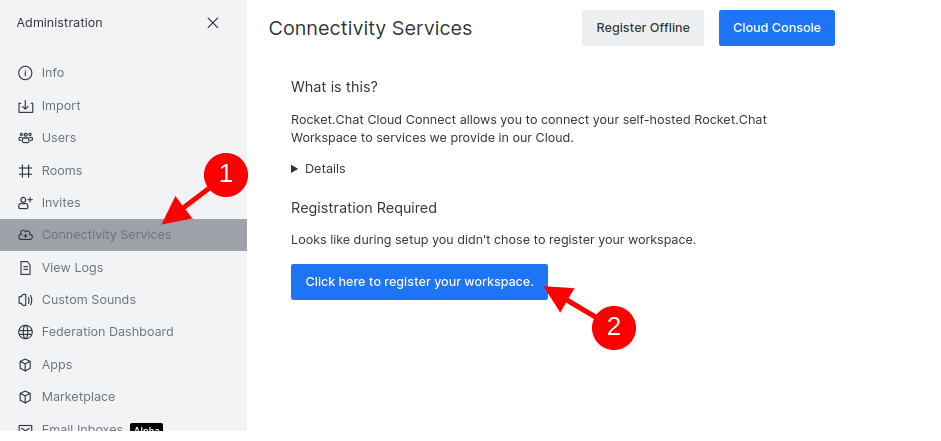 Administration
Info
Import
Users
Rooms
Invites
Connectivity Services
View Logs
Custom Sounds
Federation Dashboard
Apps
Marketplace
Email Inboxes Alpha
1
Connectivity Services
Register Offline
Cloud Console
What is this?
Rocket.Chat Cloud Connect allows you to connect your self-hosted Rocket.Chat
Workspace to services we provide in our Cloud.
Details
Registration Required
Looks like during setup you didn't chose to register your workspace.
Click here to register your workspace.
2